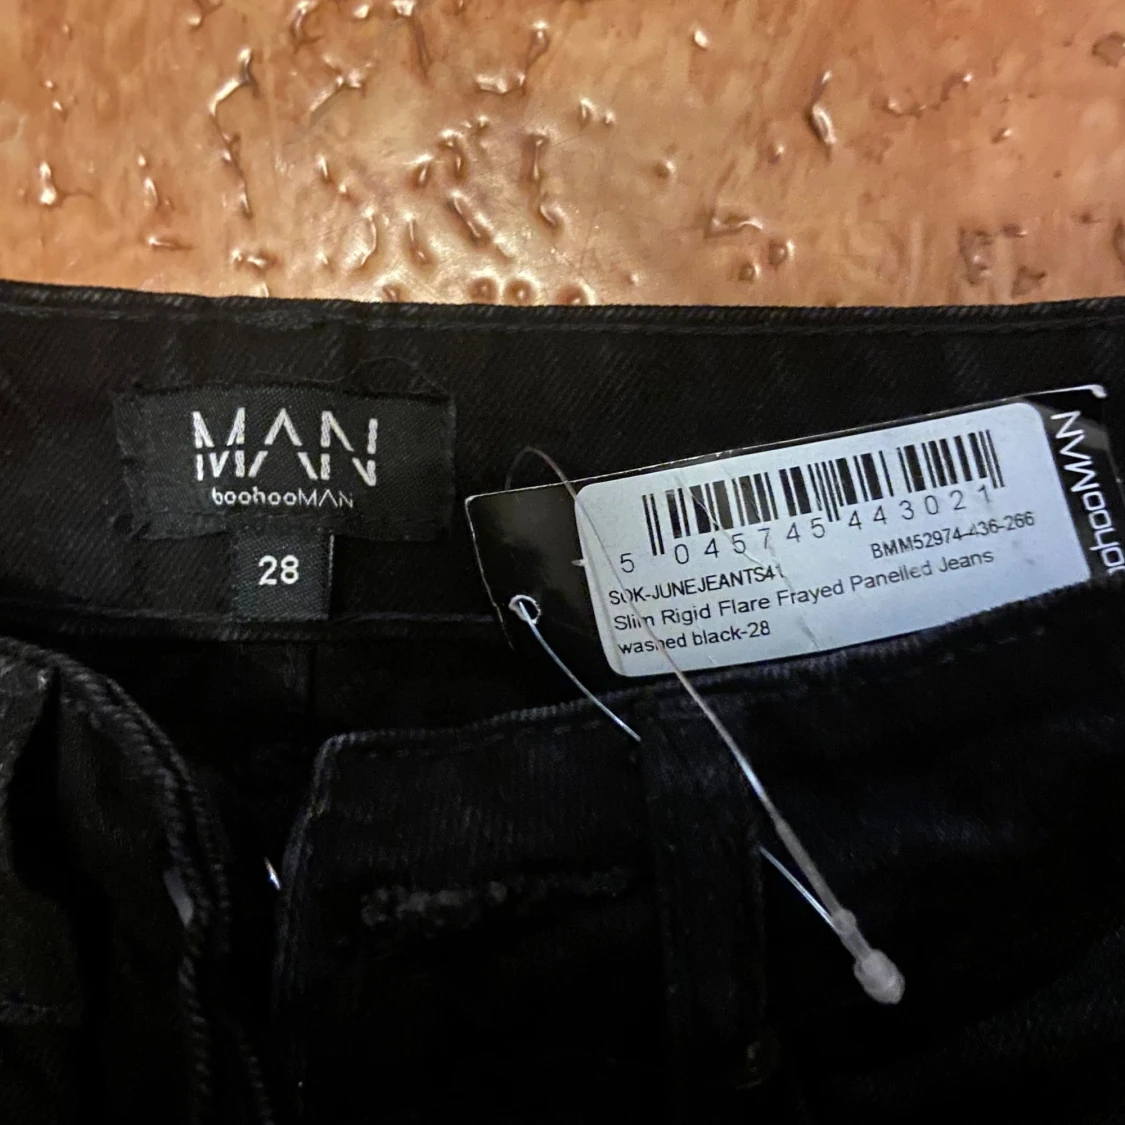 MAN
boohooMAN
28
5 045745 443021
BMM52974-436-266
SOK-JUNEJEANTS41
Slim Rigid Flare Frayed Panelled Jeans
washed black-28